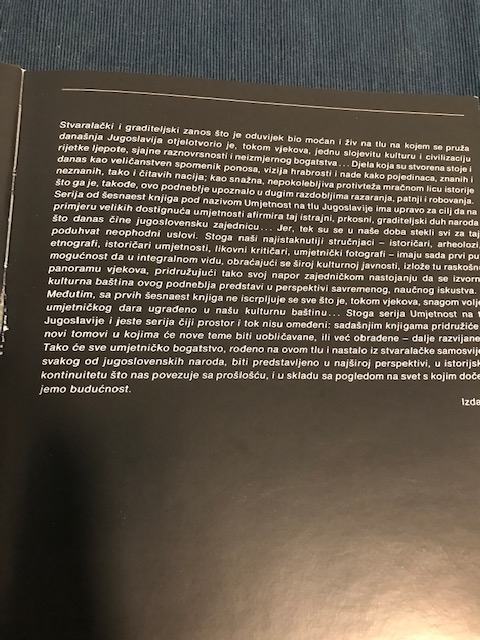 Stvaralački i graditeljski zanos što je oduvijek bio moćan i živ na tlu na kojem se pruža
današnja Jugoslavija otjelotvorio je, tokom vjekova, jednu slojevitu kulturu i civilizaciju
rijetke ljepote, sjajne raznovrsnosti i neizmjernog bogatstva... Djela koja su stvorena stoje i
danas kao veličanstven spomenik ponosa, vizija hrabrosti i nade kako pojedinaca, znanih i
neznanih, tako i čitavih nacija; kao snažna, nepokolebljiva protivteža mračnom licu istorije
što ga je, takođe, ovo podneblje upoznalo u dugim razdobljima razaranja, patnji i robovanja.
Serija od šesnaest knjiga pod nazivom Umjetnost na tlu Jugoslavije ima upravo za cilj da na
primjeru velikih dostignuća umjetnosti afirmira taj istrajni, prkosni, graditeljski duh naroda
što danas čine jugoslovensku zajednicu... Jer, tek su se u naše doba stekli svi za taj
poduhvat neophodni uslovi. Stoga naši najistaknutiji stručnjaci – istoričari, arheolozi,
etnografi, istoričari umjetnosti, likovni kritičari, umjetnički fotografi – imaju sada prvi pu
mogućnost da u integralnom vidu, obraćajući se široj kulturnoj javnosti, izlože tu raskošnu
panoramu vjekova, pridružujući tako svoj napor zajedničkom nastojanju da se izvorn
kulturna baština ovog podneblja predstavi u perspektivi savremenog, naučnog iskustva.
Međutim, sa prvih šesnaest knjiga ne iscrpljuje se sve što je, tokom vjekova, snagom volje
umjetničkog dara ugrađeno u našu kulturnu baštinu... Stoga serija Umjetnost na t
Jugoslavije i jeste serija čiji prostor i tok nisu omeđeni: sadašnjim knjigama pridružiće
novi tomovi u kojima će nove teme biti uobličavane, ili već obrađene – dalje razvijane
Tako će sve umjetničko bogatstvo, rođeno na ovom tlu i nastalo iz stvaralačke samosvije
svakog od jugoslovenskih naroda, biti predstavljeno u najširoj perspektivi, u istorijsk
kontinuitetu što nas povezuje sa prošlošću, i u skladu sa pogledom na svet s kojim doče
jemo budućnost.
Izda